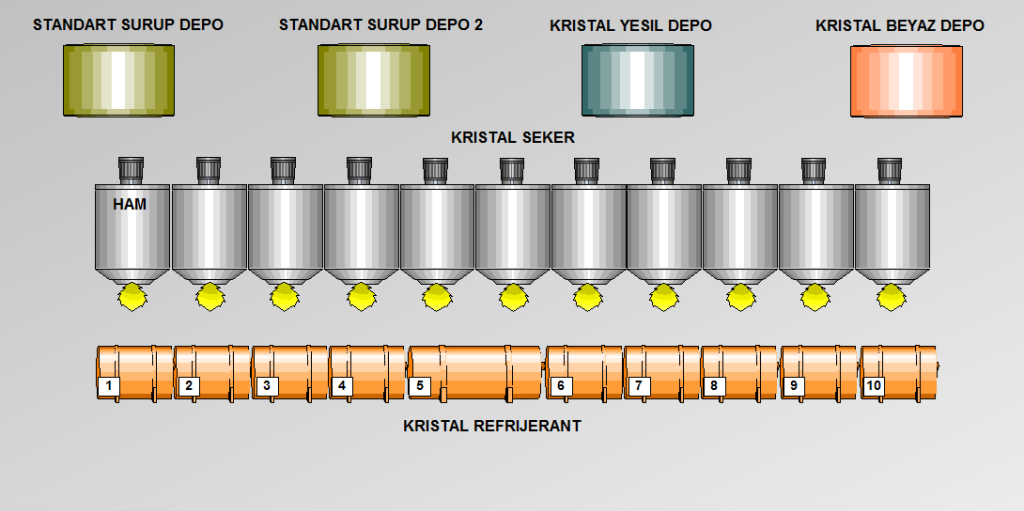 STANDART SURUP DEPO
STANDART SURUP DEPO 2
KRISTAL YESIL DEPO
KRISTAL BEYAZ DEPO
KRISTAL SEKER
HAM
1
2
3
4
5
6
7
8
9
10
KRISTAL REFRIJERANT